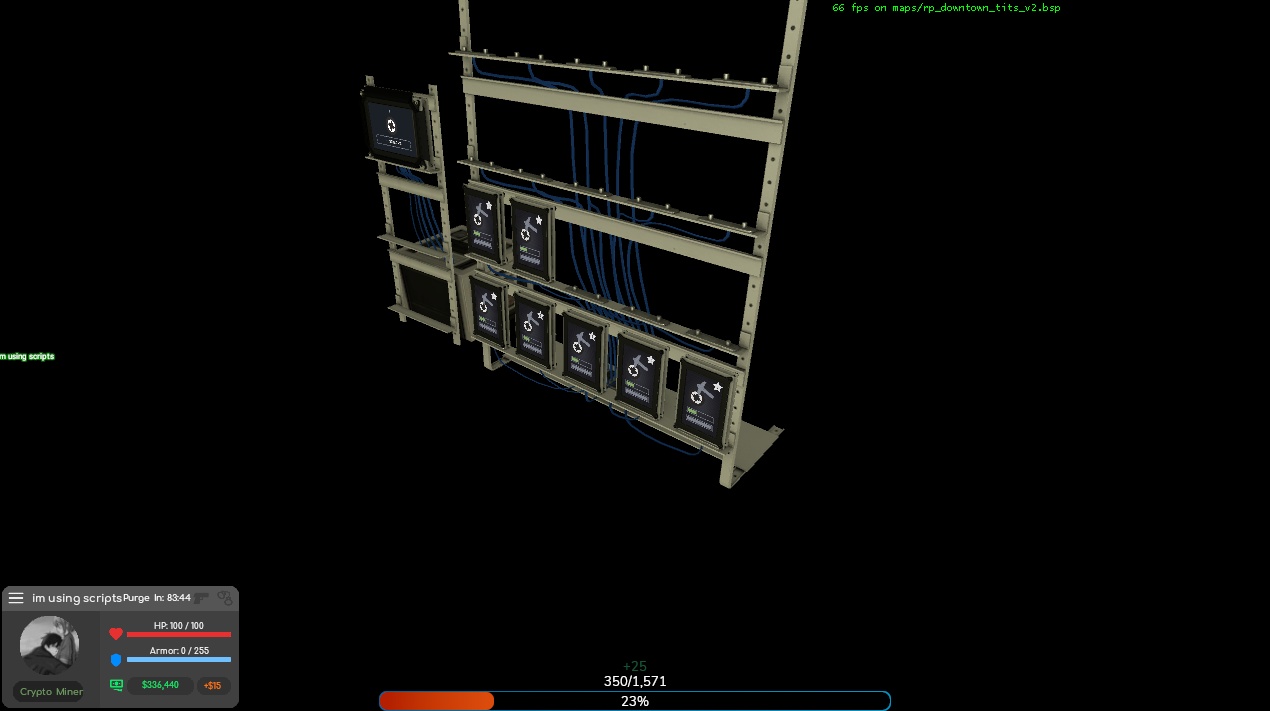 66 fps on maps/rp_downtown_tits_v2.bsp
m using scripts
im using scripts Purge In: 83:44
HP: 100 / 100
Armor: 0 / 255
Crypto Miner
$336,440
+$15
+25
350/1,571
23%